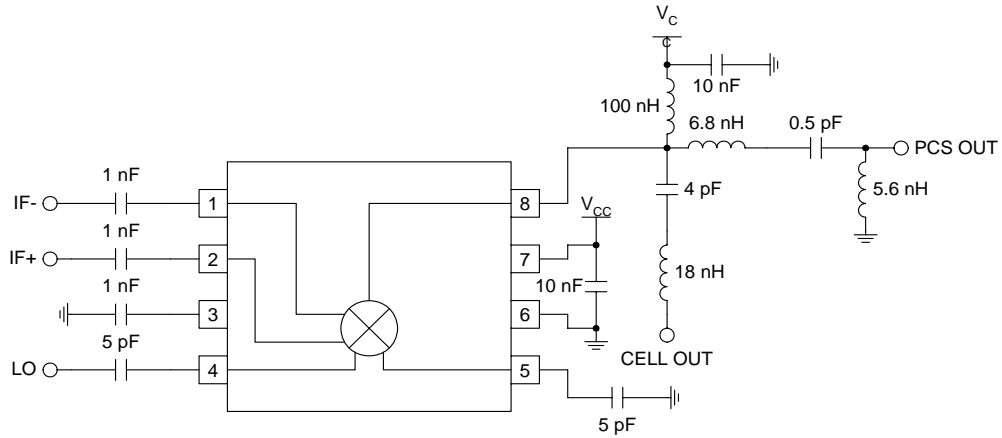 V_C
C
10 nF
100 nH
6.8 nH
0.5 pF
PCS OUT
5.6 nH
4 pF
18 nH
CELL OUT
1 nF
IF-
1
8
V_CC
1 nF
IF+
2
7
10 nF
1 nF
3
6
5 pF
LO
4
5
5 pF